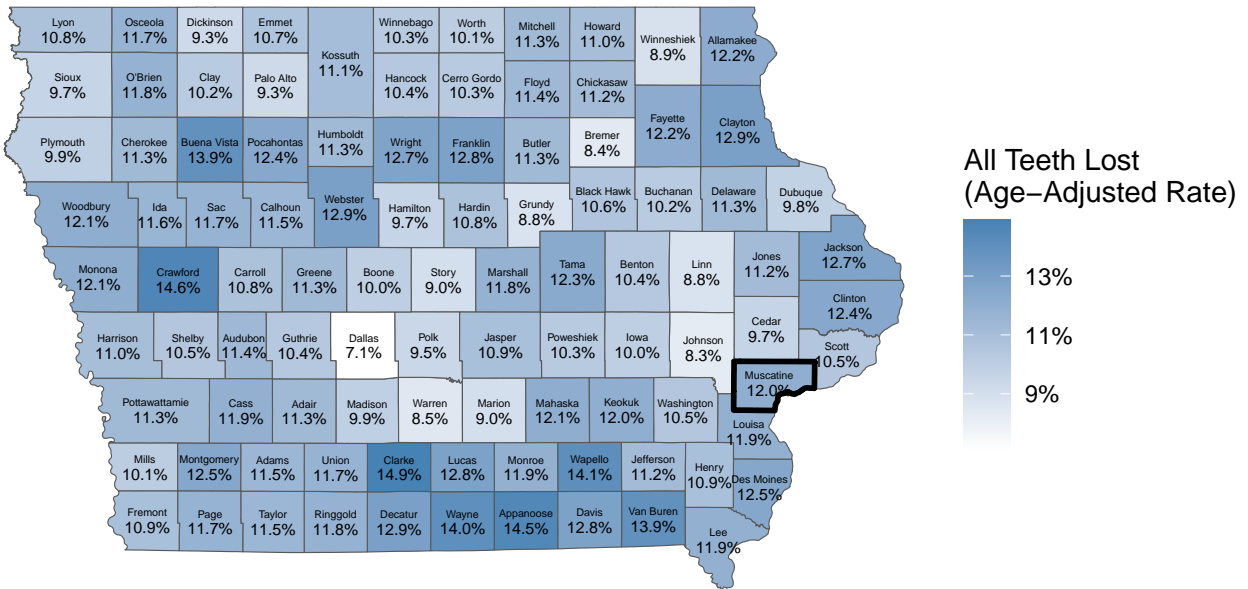 Lyon
10.8%
Osceola
11.7%
Dickinson
9.3%
Emmet
10.7%
Kossuth
11.1%
Winnebago
10.3%
Worth
10.1%
Mitchell
11.3%
Howard
11.0%
Winneshiek
8.9%
Allamakee
12.2%
Sioux
9.7%
O'Brien
11.8%
Clay
10.2%
Palo Alto
9.3%
Hancock
10.4%
Cerro Gordo
10.3%
Floyd
11.4%
Chickasaw
11.2%
Fayette
12.2%
Clayton
12.9%
Plymouth
9.9%
Cherokee
11.3%
Buena Vista
13.9%
Pocahontas
12.4%
Humboldt
11.3%
Wright
12.7%
Franklin
12.8%
Butler
11.3%
Bremer
8.4%
Woodbury
12.1%
Ida
11.6%
Sac
11.7%
Calhoun
11.5%
Webster
12.9%
Hamilton
9.7%
Hardin
10.8%
Grundy
8.8%
Black Hawk
10.6%
Buchanan
10.2%
Delaware
11.3%
Dubuque
9.8%
Monona
12.1%
Crawford
14.6%
Carroll
10.8%
Greene
11.3%
Boone
10.0%
Story
9.0%
Marshall
11.8%
Tama
12.3%
Benton
10.4%
Linn
8.8%
Jones
11.2%
Jackson
12.7%
Clinton
12.4%
Harrison
11.0%
Shelby
10.5%
Audubon
11.4%
Guthrie
10.4%
Dallas
7.1%
Polk
9.5%
Jasper
10.9%
Poweshiek
10.3%
Iowa
10.0%
Johnson
8.3%
Cedar
9.7%
Scott
10.5%
Muscatine
12.0%
Pottawattamie
11.3%
Cass
11.9%
Adair
11.3%
Madison
9.9%
Warren
8.5%
Marion
9.0%
Mahaska
12.1%
Keokuk
12.0%
Washington
10.5%
Louisa
11.9%
Mills
10.1%
Montgomery
12.5%
Adams
11.5%
Union
11.7%
Clarke
14.9%
Lucas
12.8%
Monroe
11.9%
Wapello
14.1%
Jefferson
11.2%
Henry
10.9%
Des Moines
12.5%
Fremont
10.9%
Page
11.7%
Taylor
11.5%
Ringgold
11.8%
Decatur
12.9%
Wayne
14.0%
Appanoose
14.5%
Davis
12.8%
Van Buren
13.9%
Lee
11.9%
All Teeth Lost
(Age−Adjusted Rate)
13%
11%
9%